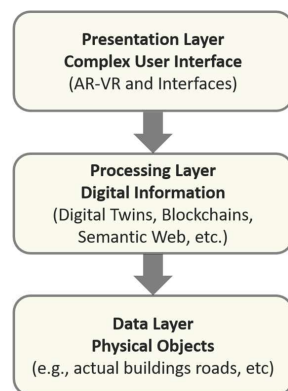 Presentation Layer
Complex User Interface
(AR-VR and Interfaces)
Processing Layer
Digital Information
(Digital Twins, Blockchains,
Semantic Web, etc.)
Data Layer
Physical Objects
(e.g., actual buildings roads, etc)